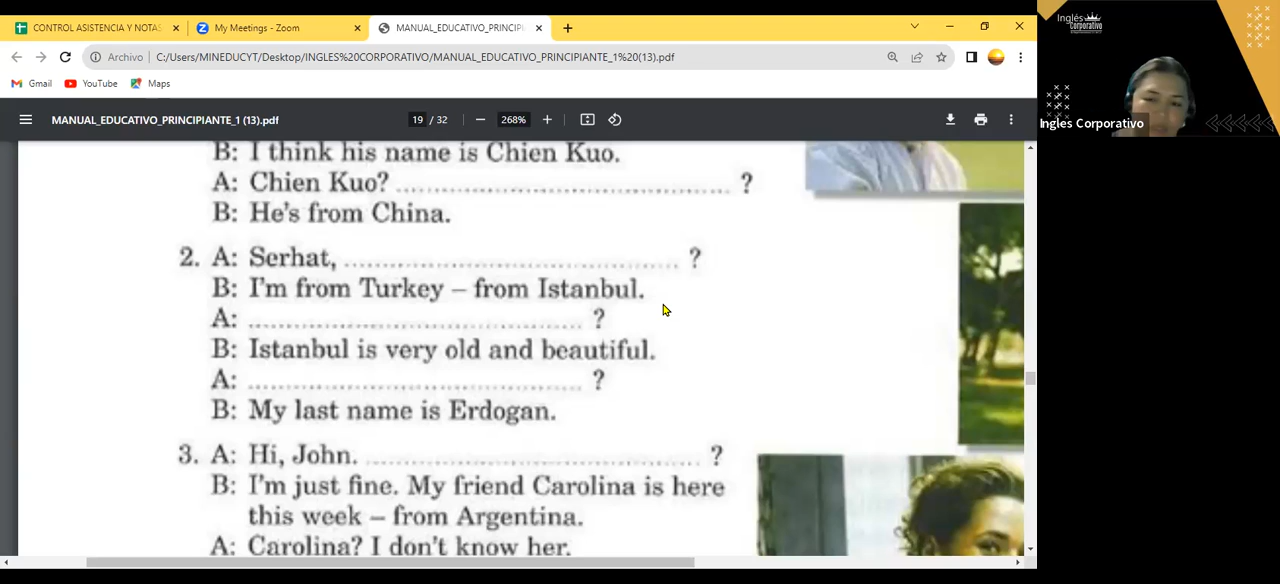 CONTROL ASISTENCIA Y NOTAS
My Meetings - Zoom
MANUAL_EDUCATIVO_PRINCIPI
Archivo
C:/Users/MINEDUCYT/Desktop/INGLES%20CORPORATIVO/MANUAL_EDUCATIVO_PRINCIPIANTE_1%20(13).pdf
Gmail
YouTube
Maps
MANUAL_EDUCATIVO_PRINCIPIANTE_1 (13).pdf
19 / 32
268%
B: I think his name is Chien Kuo.
A: Chien Kuo? ........................................ ?
B: He's from China.
2. A: Serhat, ........................................ ?
B: I'm from Turkey – from Istanbul.
A: ........................................ ?
B: Istanbul is very old and beautiful.
A: ........................................ ?
B: My last name is Erdogan.
3. A: Hi, John. ........................................ ?
B: I'm just fine. My friend Carolina is here
this week – from Argentina.
A: Carolina? I don't know her.
Inglés
Corporativo
Ingles Corporativo